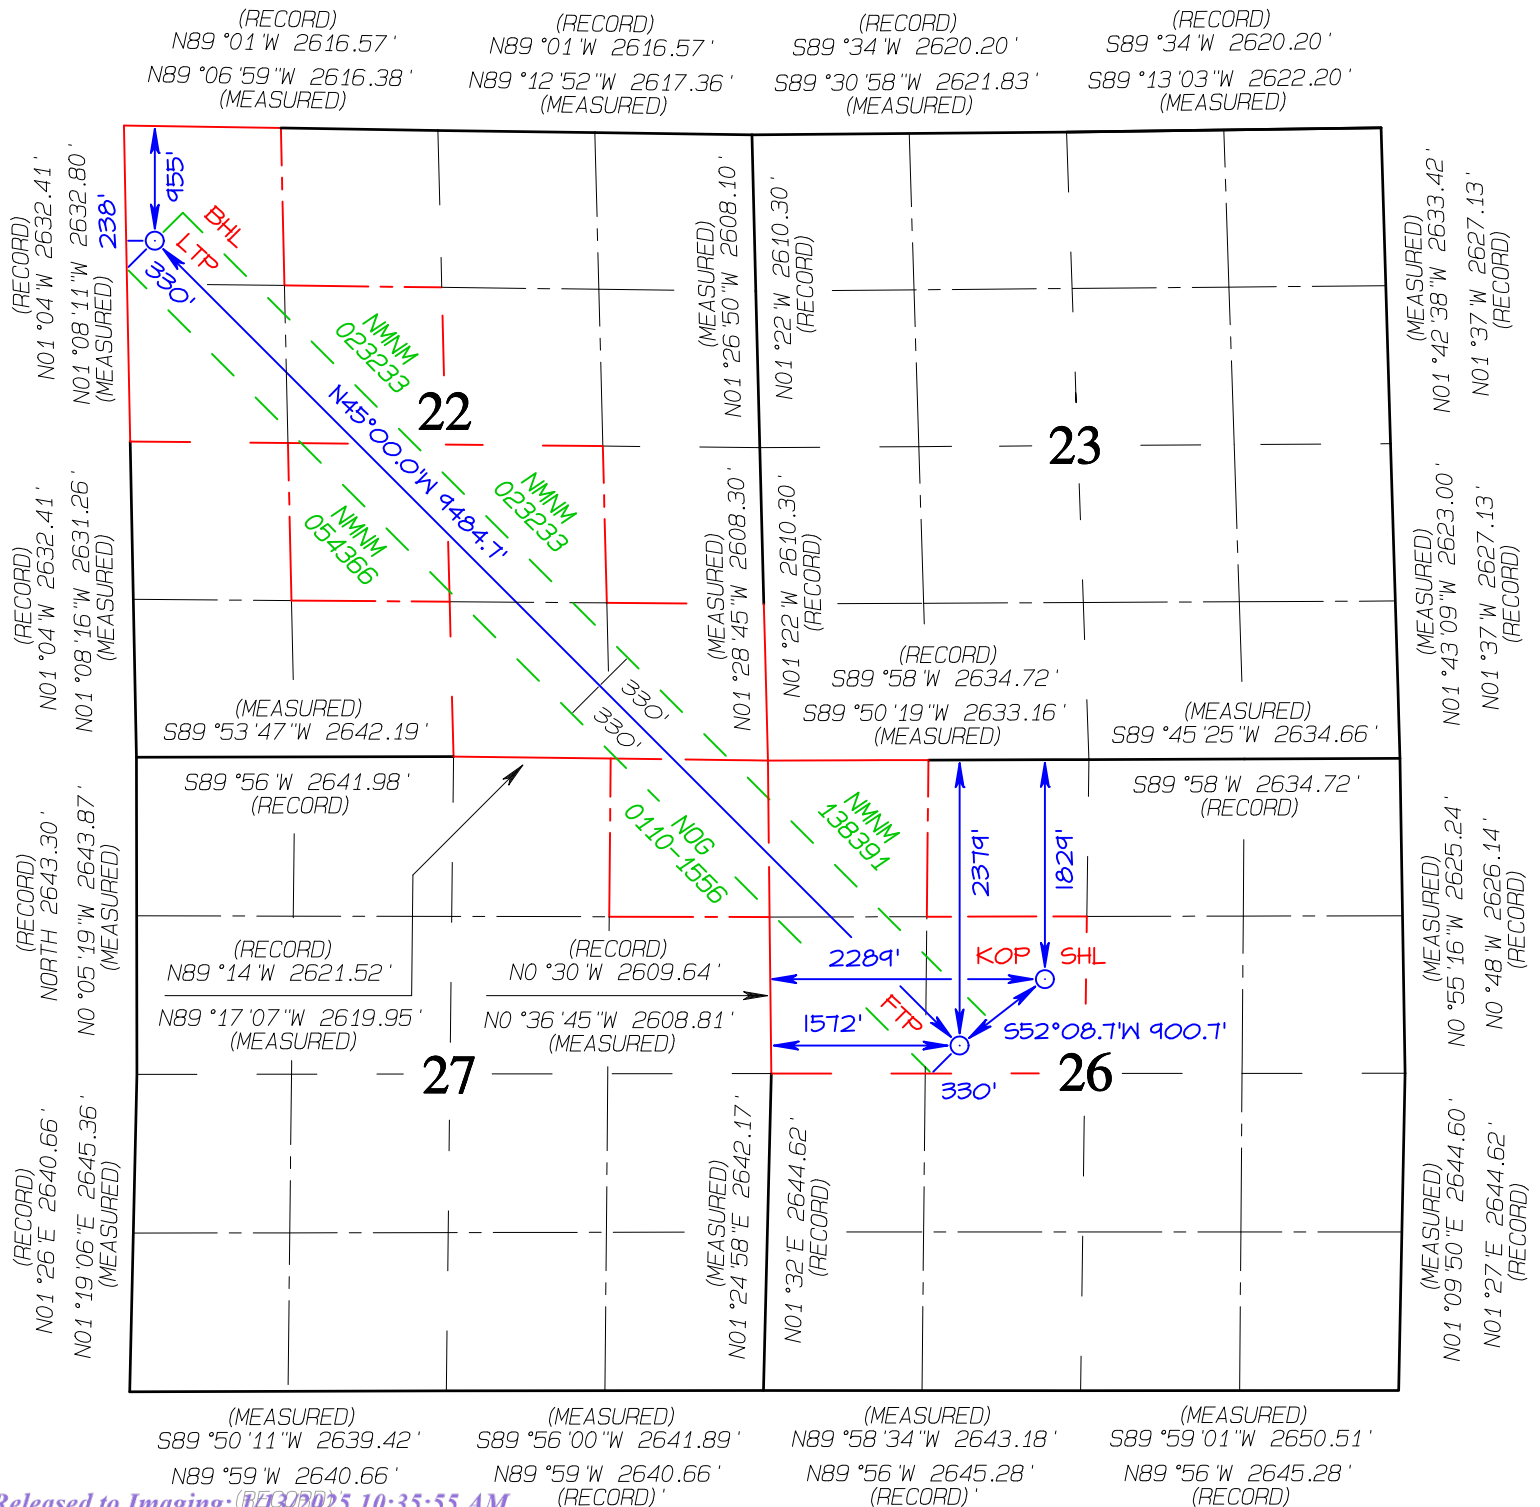 (RECORD)
N89°01'W 2616.57'
N89°06'59"W 2616.38'
(MEASURED)
(RECORD)
N89°01'W 2616.57'
N89°12'52"W 2617.36'
(MEASURED)
(RECORD)
S89°34'W 2620.20'
S89°30'58"W 2621.83'
(MEASURED)
(RECORD)
S89°34'W 2620.20'
S89°13'03"W 2622.20'
(MEASURED)
(RECORD)
N01°04'W 2632.41'
N01°08'11"W 2632.80'
(MEASURED)
238'
955'
BHL
LTP
330'
(MEASURED)
N01°26'50"W 2608.10'
N01°22'W 2610.30'
(RECORD)
(MEASURED)
N01°42'38"W 2633.42'
N01°37'W 2627.13'
(RECORD)
NMNM
023233
22
23
N45°00.0'W 9484.7'
NMNM
023233
NMNM
054366
(RECORD)
N01°04'W 2632.41'
N01°08'16"W 2631.26'
(MEASURED)
(MEASURED)
N01°28'45"W 2608.30'
N01°22'W 2610.30'
(RECORD)
(MEASURED)
N01°43'09"W 2623.00'
N01°37'W 2627.13'
(RECORD)
330'
330'
(MEASURED)
S89°53'47"W 2642.19'
S89°56'W 2641.98'
(RECORD)
(RECORD)
S89°58'W 2634.72'
S89°50'19"W 2633.16'
(MEASURED)
(MEASURED)
S89°45'25"W 2634.66'
S89°58'W 2634.72'
(RECORD)
(RECORD)
NORTH 2643.30'
N0°05'19"W 2643.87'
(MEASURED)
NOG
0110-1556
NMNM
138391
2379'
1829'
(MEASURED)
N0°55'16"W 2625.24'
N0°48'W 2626.14'
(RECORD)
(RECORD)
N89°14'W 2621.52'
N89°17'07"W 2619.95'
(MEASURED)
(RECORD)
N0°30'W 2609.64'
N0°36'45"W 2608.81'
(MEASURED)
2289'
KOP SHL
FTP
1572'
S52°08.7'W 900.7'
330'
27
26
(RECORD)
N01°26'E 2640.66'
N01°19'06"E 2645.36'
(MEASURED)
(MEASURED)
N01°24'58"E 2642.17'
N01°32'E 2644.62'
(RECORD)
(MEASURED)
N01°09'50"E 2644.60'
N01°27'E 2644.62'
(RECORD)
(MEASURED)
S89°50'11"W 2639.42'
N89°59'W 2640.66'
(RECORD)'
(MEASURED)
S89°56'00"W 2641.89'
N89°59'W 2640.66'
(RECORD)'
(MEASURED)
N89°58'34"W 2643.18'
N89°56'W 2645.28'
(RECORD)'
(MEASURED)
S89°59'01"W 2650.51'
N89°56'W 2645.28'
(RECORD)
Released to Imaging: 1/13/2025 10:35:55 AM